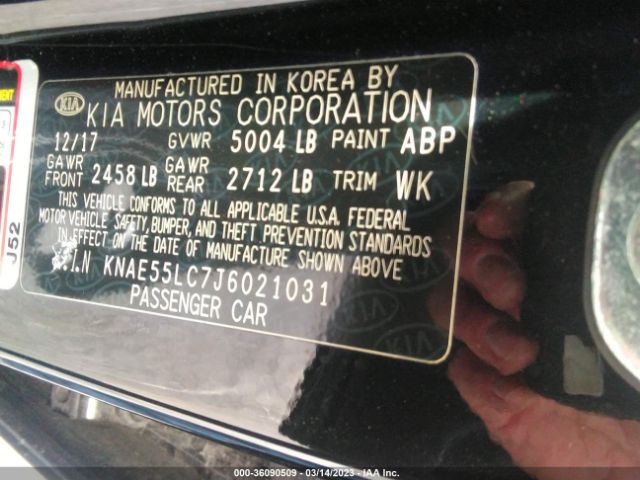 MANUFACTURED IN KOREA BY
KIA KIA MOTORS CORPORATION
12/17 GVWR 5004 LB PAINT ABP
GAWR FRONT 2458 LB GAWR REAR 2712 LB TRIM WK
THIS VEHICLE CONFORMS TO ALL APPLICABLE U.S.A. FEDERAL
MOTOR VEHICLE SAFETY, BUMPER, AND THEFT PREVENTION STANDARDS
IN EFFECT ON THE DATE OF MANUFACTURE SHOWN ABOVE
V.I.N KNAE55LC7J6021031
PASSENGER CAR
J52
000-36090509 - 03/14/2023 - IAA Inc.